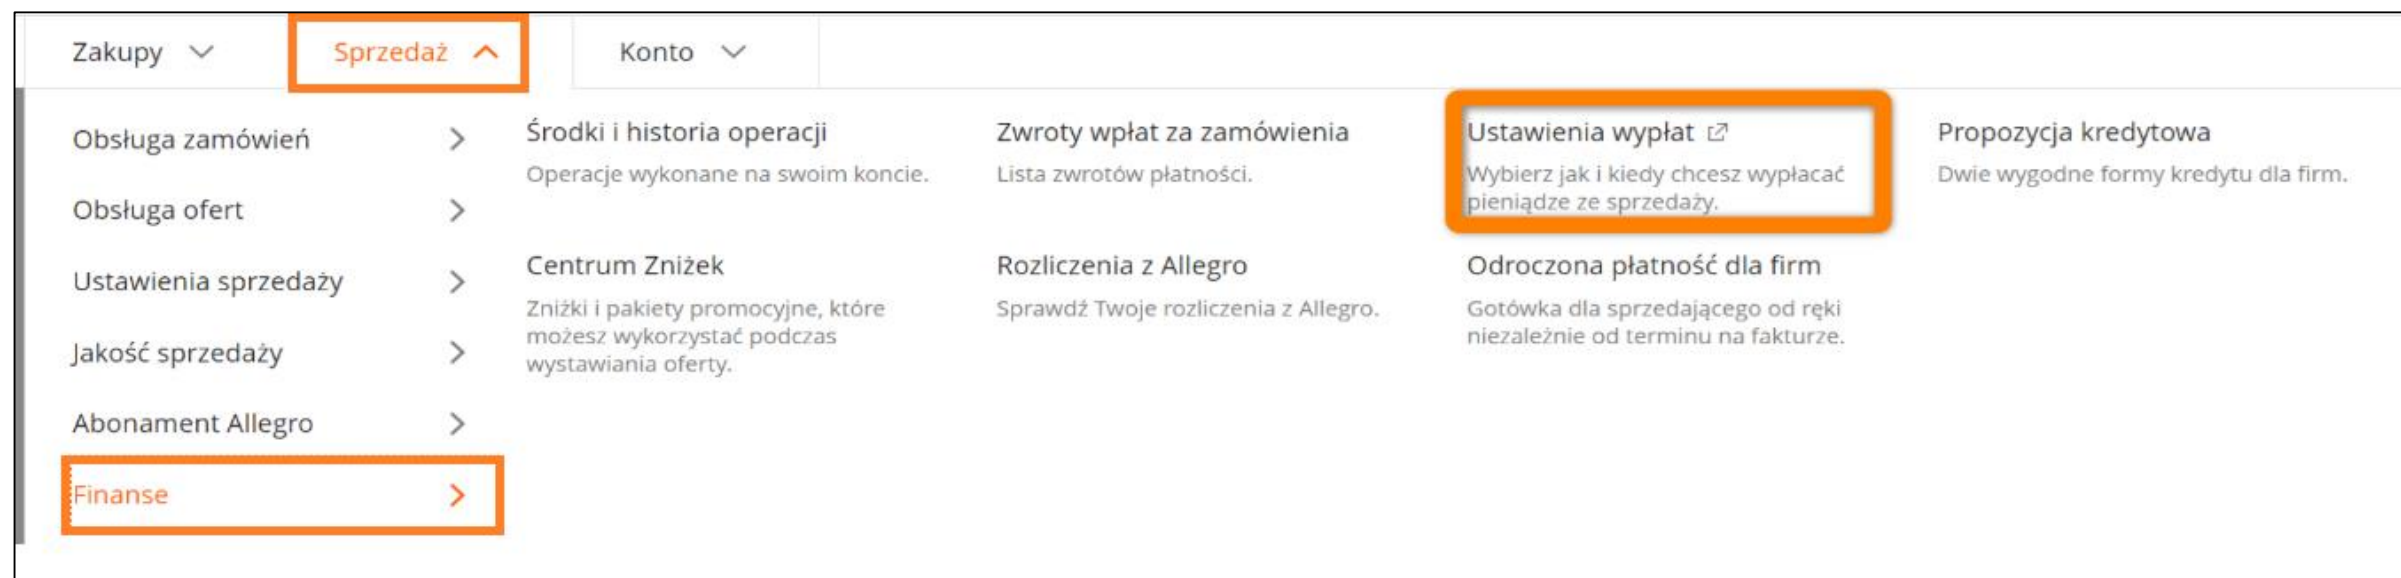 Zakupy
Sprzedaż
Konto
Obsługa zamówień
Obsługa ofert
Ustawienia sprzedaży
Jakość sprzedaży
Abonament Allegro
Finanse
Środki i historia operacji
Operacje wykonane na swoim koncie.
Zwroty wpłat za zamówienia
Lista zwrotów płatności.
Ustawienia wypłat
Wybierz jak i kiedy chcesz wypłacać
pieniądze ze sprzedaży.
Propozycja kredytowa
Dwie wygodne formy kredytu dla firm.
Centrum Zniżek
Zniżki i pakiety promocyjne, które
możesz wykorzystać podczas
wystawiania oferty.
Rozliczenia z Allegro
Sprawdź Twoje rozliczenia z Allegro.
Odroczona płatność dla firm
Gotówka dla sprzedającego od ręki
niezależnie od terminu na fakturze.